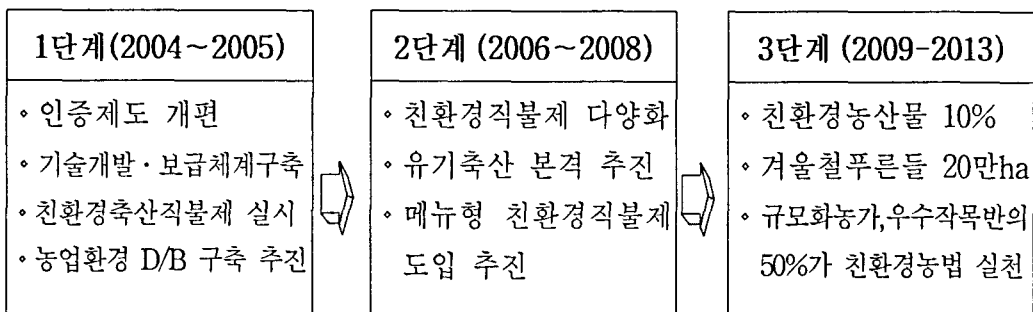 1단계(2004~2005)
◦ 인증제도 개편
◦ 기술개발·보급체계구축
◦ 친환경축산직불제 실시
◦ 농업환경 D/B 구축 추진
2단계 (2006~2008)
◦ 친환경직불제 다양화
◦ 유기축산 본격 추진
◦ 메뉴형 친환경직불제
도입 추진
3단계 (2009-2013)
◦ 친환경농산물 10%
◦ 겨울철푸른들 20만ha
◦ 규모화농가,우수작목반의
50%가 친환경농법 실천